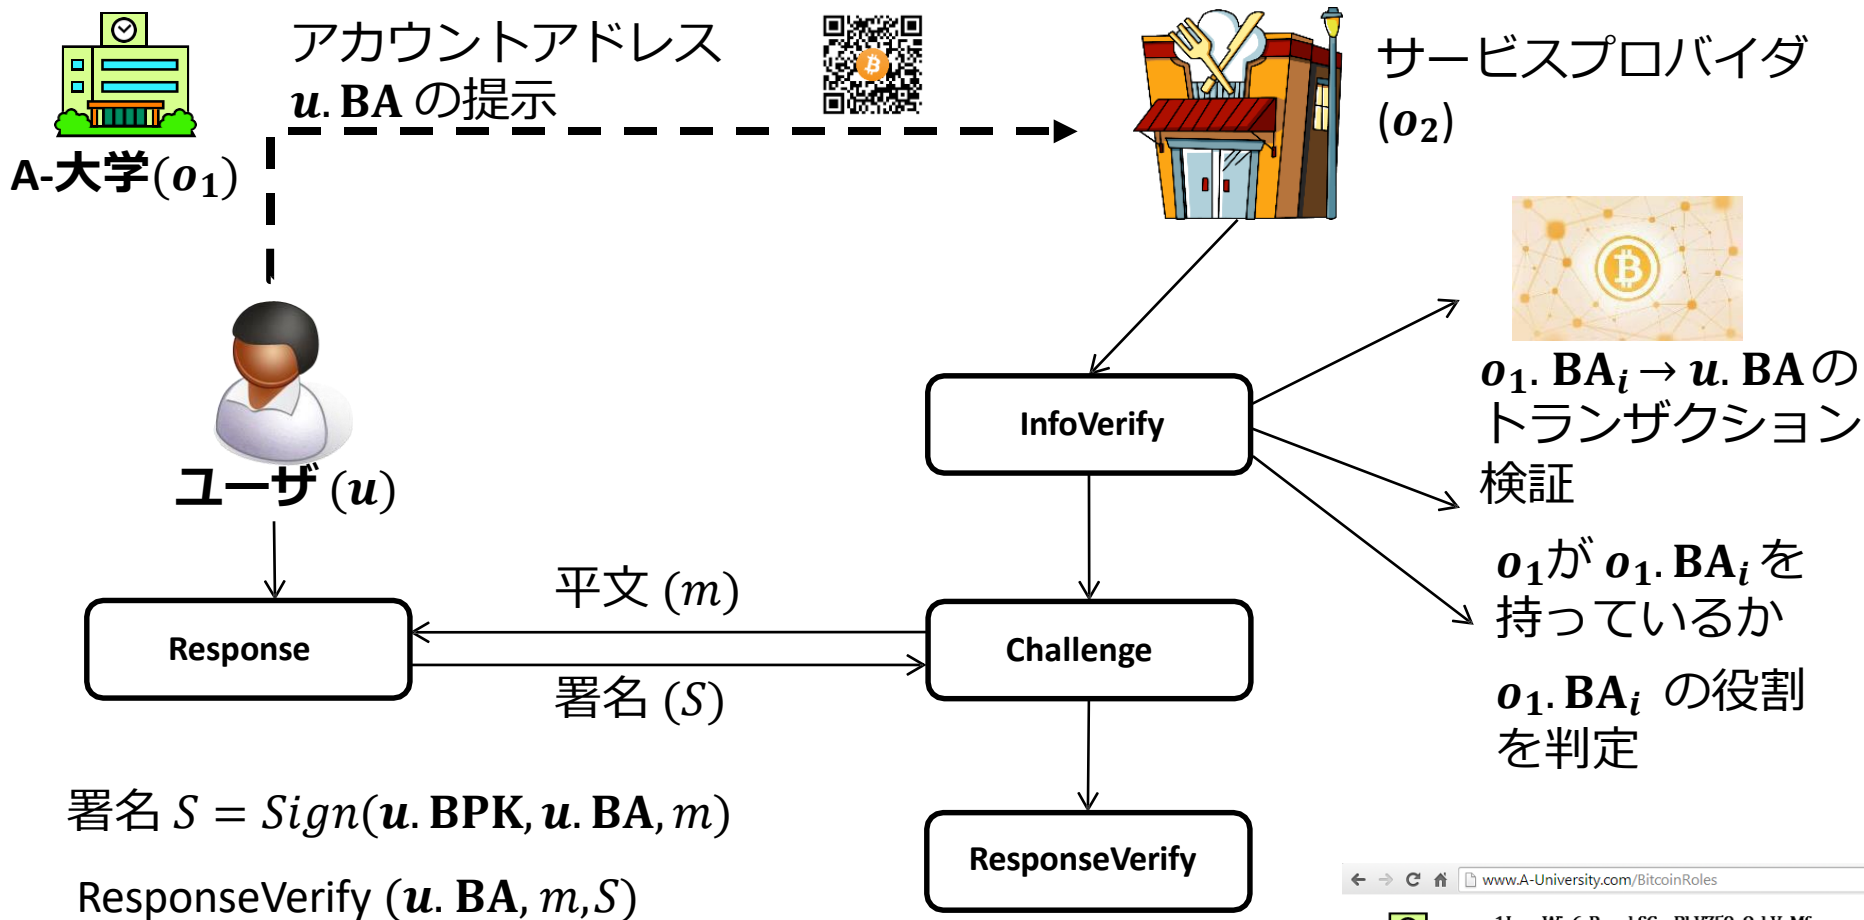 アカウントアドレス
u. BA の提示
サービスプロバイダ
(o₂)
A-大学(o₁)
ユーザ (u)
InfoVerify
o₁. BAᵢ → u. BA の
トランザクション
検証
o₁が o₁. BAᵢ を
持っているか
o₁. BAᵢ の役割
を判定
平文 (m)
Response
Challenge
署名 (S)
署名 S = Sign(u. BPK, u. BA, m)
ResponseVerify
ResponseVerify (u. BA, m,S)
www.A-University.com/BitcoinRoles